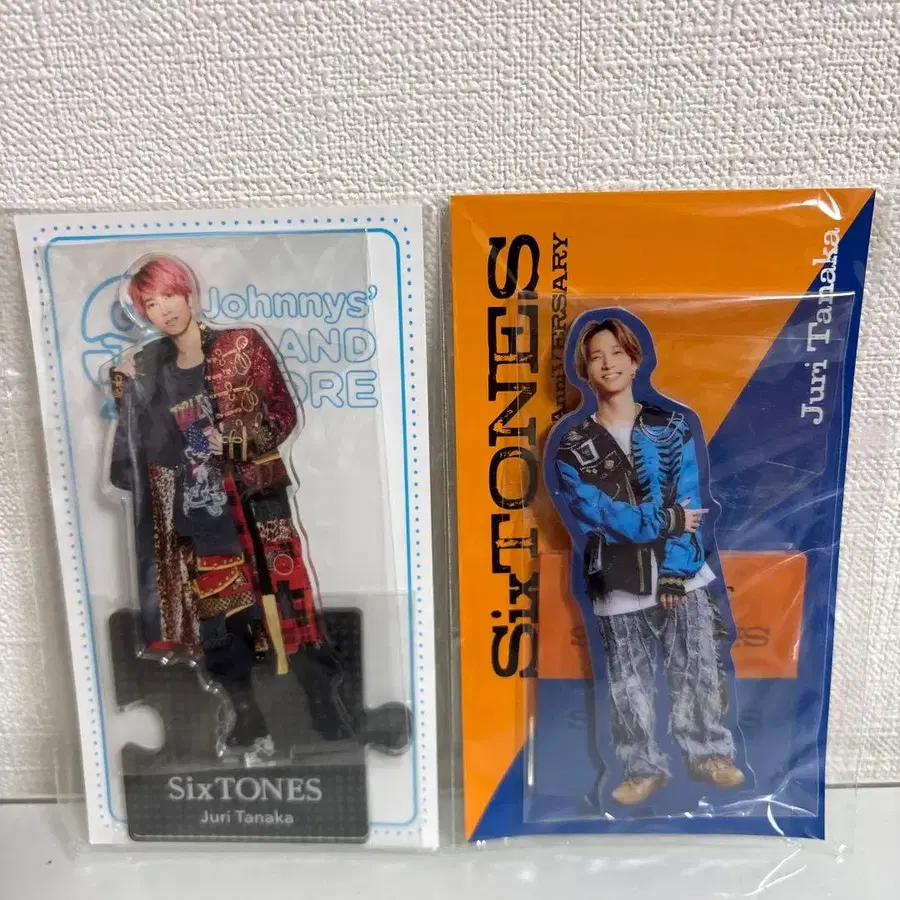 Johnnys'
AND
ORE
SixTONES
Juri Tanaka
SixTONES
AnniVERSARY
Juri Tanaka